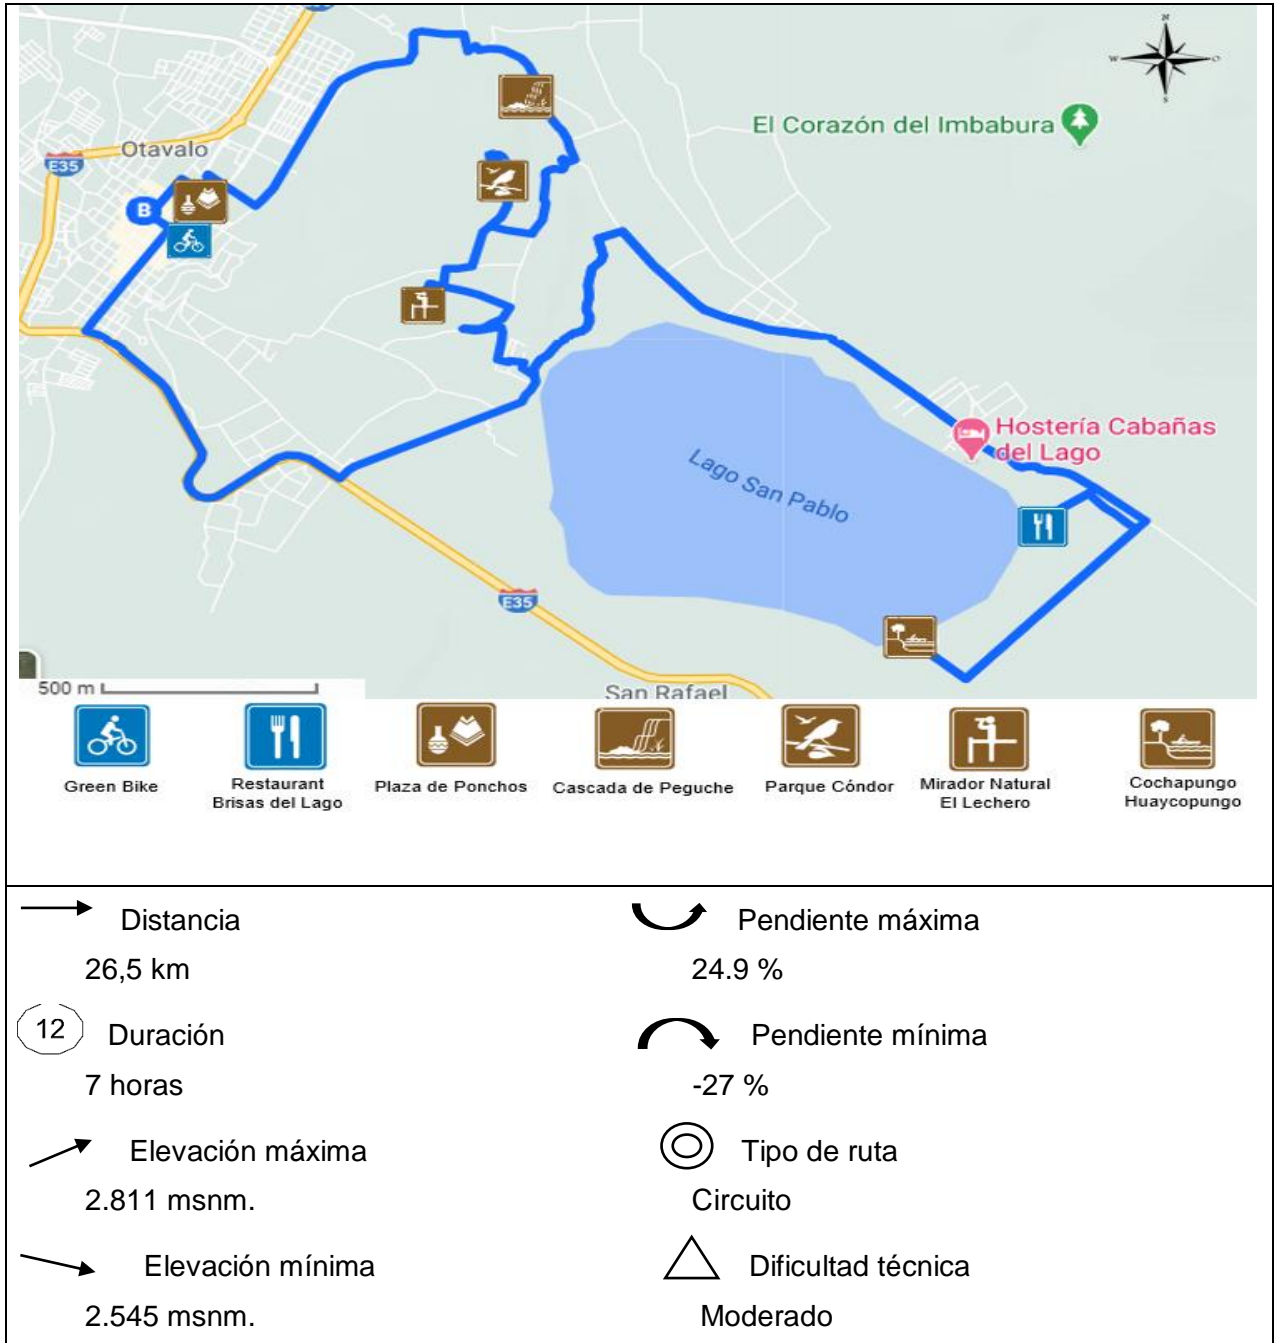 N
W
O
S
El Corazón del Imbabura
E35
Otavalo
B
Hostería Cabañas
del Lago
Lago San Pablo
E35
San Rafael
500 m
Green Bike
Restaurant
Brisas del Lago
Plaza de Ponchos
Cascada de Peguche
Parque Cóndor
Mirador Natural
El Lechero
Cochapungo
Huaycopungo
Distancia
26,5 km
Pendiente máxima
24.9 %
12
Duración
7 horas
Pendiente mínima
-27 %
Elevación máxima
2.811 msnm.
Tipo de ruta
Circuito
Elevación mínima
2.545 msnm.
Dificultad técnica
Moderado